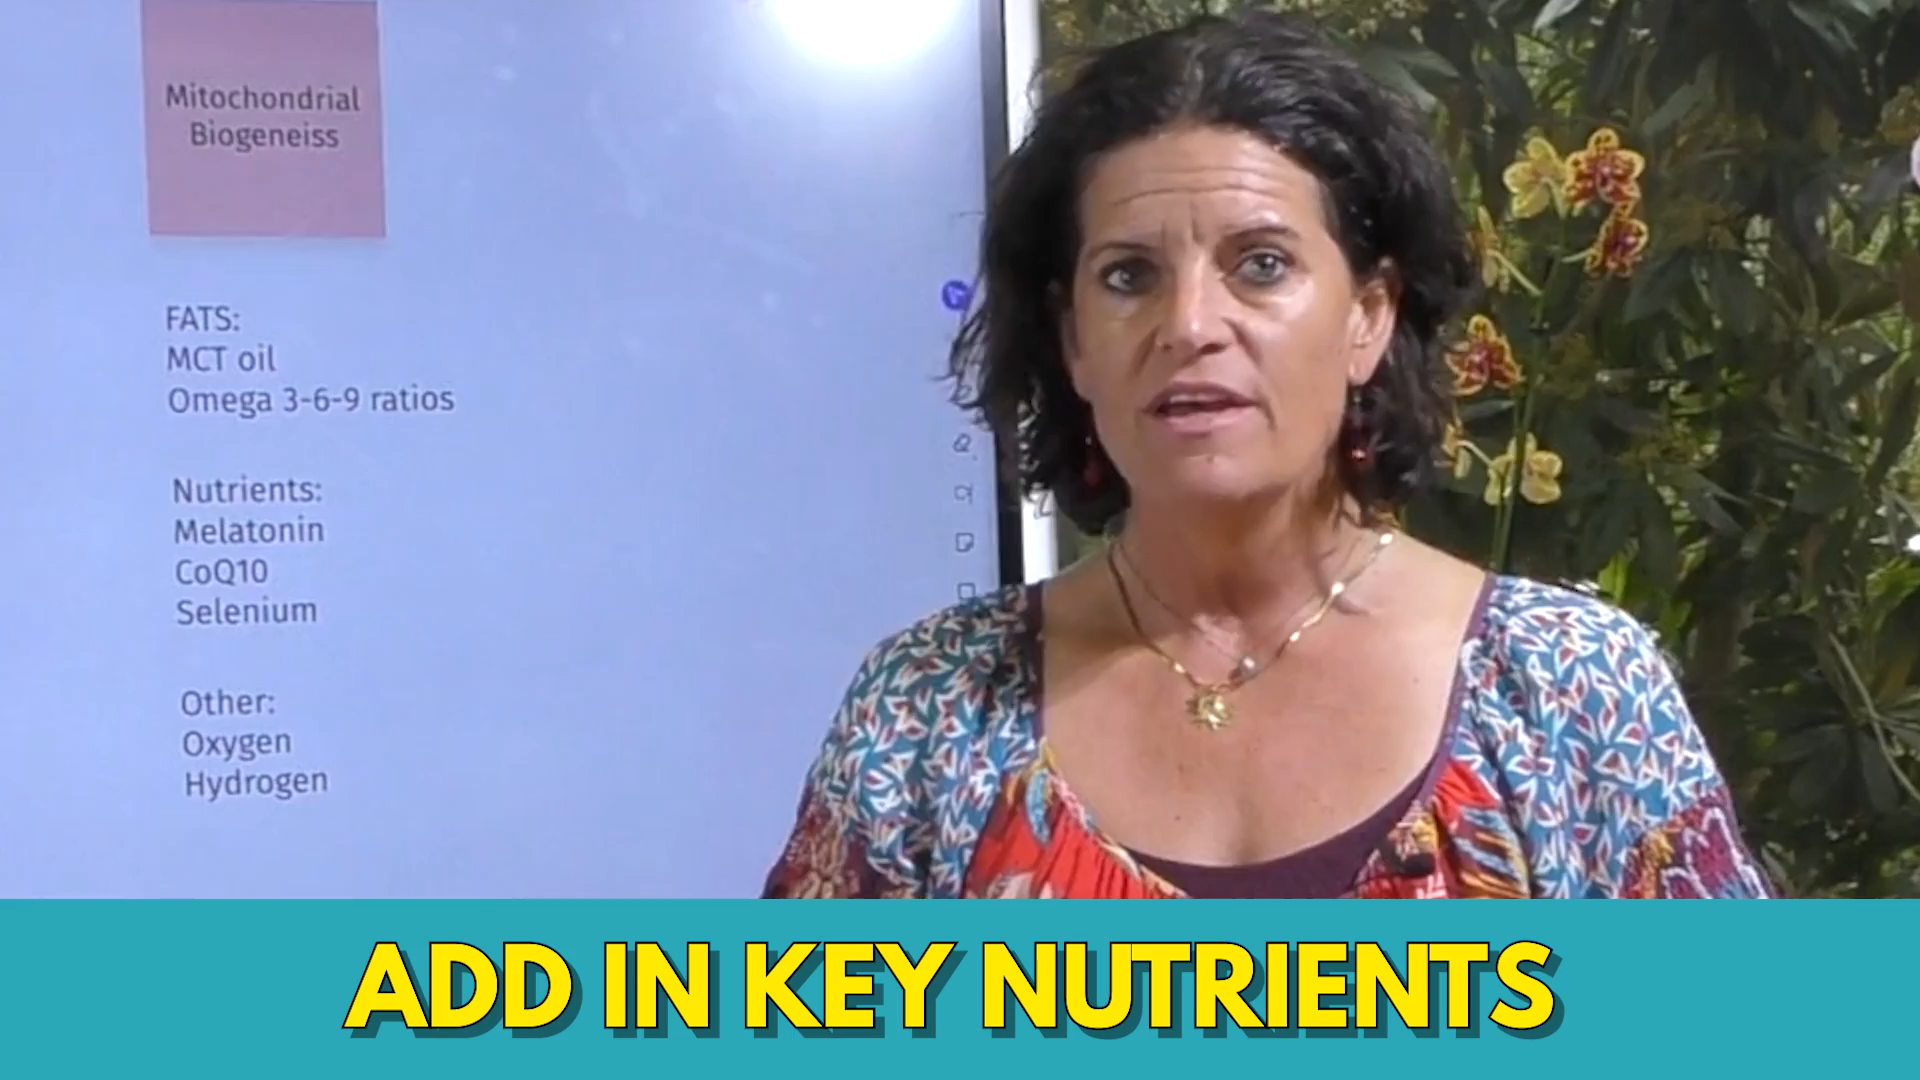 Mitochondrial
Biogeneiss
FATS:
MCT oil
Omega 3-6-9 ratios
Nutrients:
Melatonin
CoQ10
Selenium
Other:
Oxygen
Hydrogen
ADD IN KEY NUTRIENTS